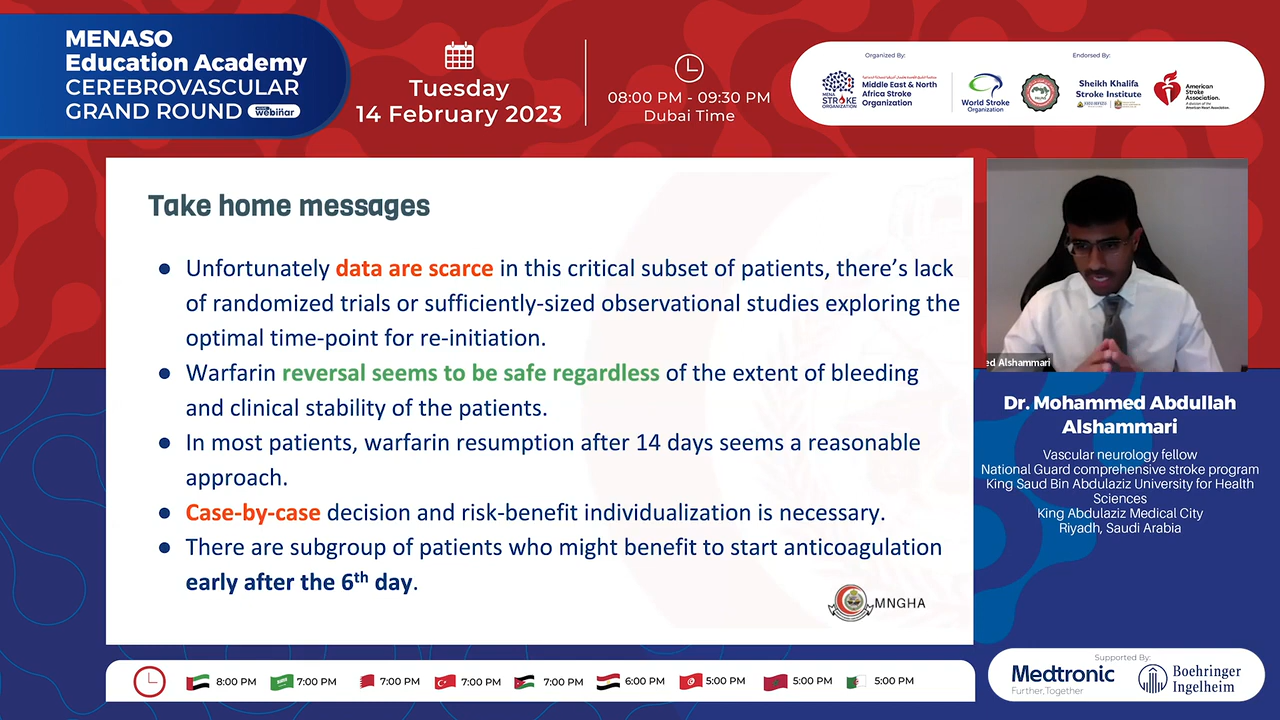 MENASO
Education Academy
CEREBROVASCULAR
GRAND ROUND
webinar
Tuesday
14 February 2023
08:00 PM - 09:30 PM
Dubai Time
Organized By:
MENA
STROKE
ORGANIZATION
Middle East & North
Africa Stroke
Organization
Endorsed By:
World Stroke
Organization
Sheikh Khalifa
Stroke Institute
American
Stroke
Association.
A division of the
American Heart Association.
Take home messages
● Unfortunately data are scarce in this critical subset of patients, there’s lack
of randomized trials or sufficiently-sized observational studies exploring the
optimal time-point for re-initiation.
● Warfarin reversal seems to be safe regardless of the extent of bleeding
and clinical stability of the patients.
● In most patients, warfarin resumption after 14 days seems a reasonable
approach.
● Case-by-case decision and risk-benefit individualization is necessary.
● There are subgroup of patients who might benefit to start anticoagulation
early after the 6th day.
MNGHA
ed Alshammari
Dr. Mohammed Abdullah
Alshammari
Vascular neurology fellow
National Guard comprehensive stroke program
King Saud Bin Abdulaziz University for Health
Sciences
King Abdulaziz Medical City
Riyadh, Saudi Arabia
8:00 PM
7:00 PM
7:00 PM
7:00 PM
7:00 PM
6:00 PM
5:00 PM
5:00 PM
5:00 PM
Supported By:
Medtronic
Further, Together
Boehringer
Ingelheim